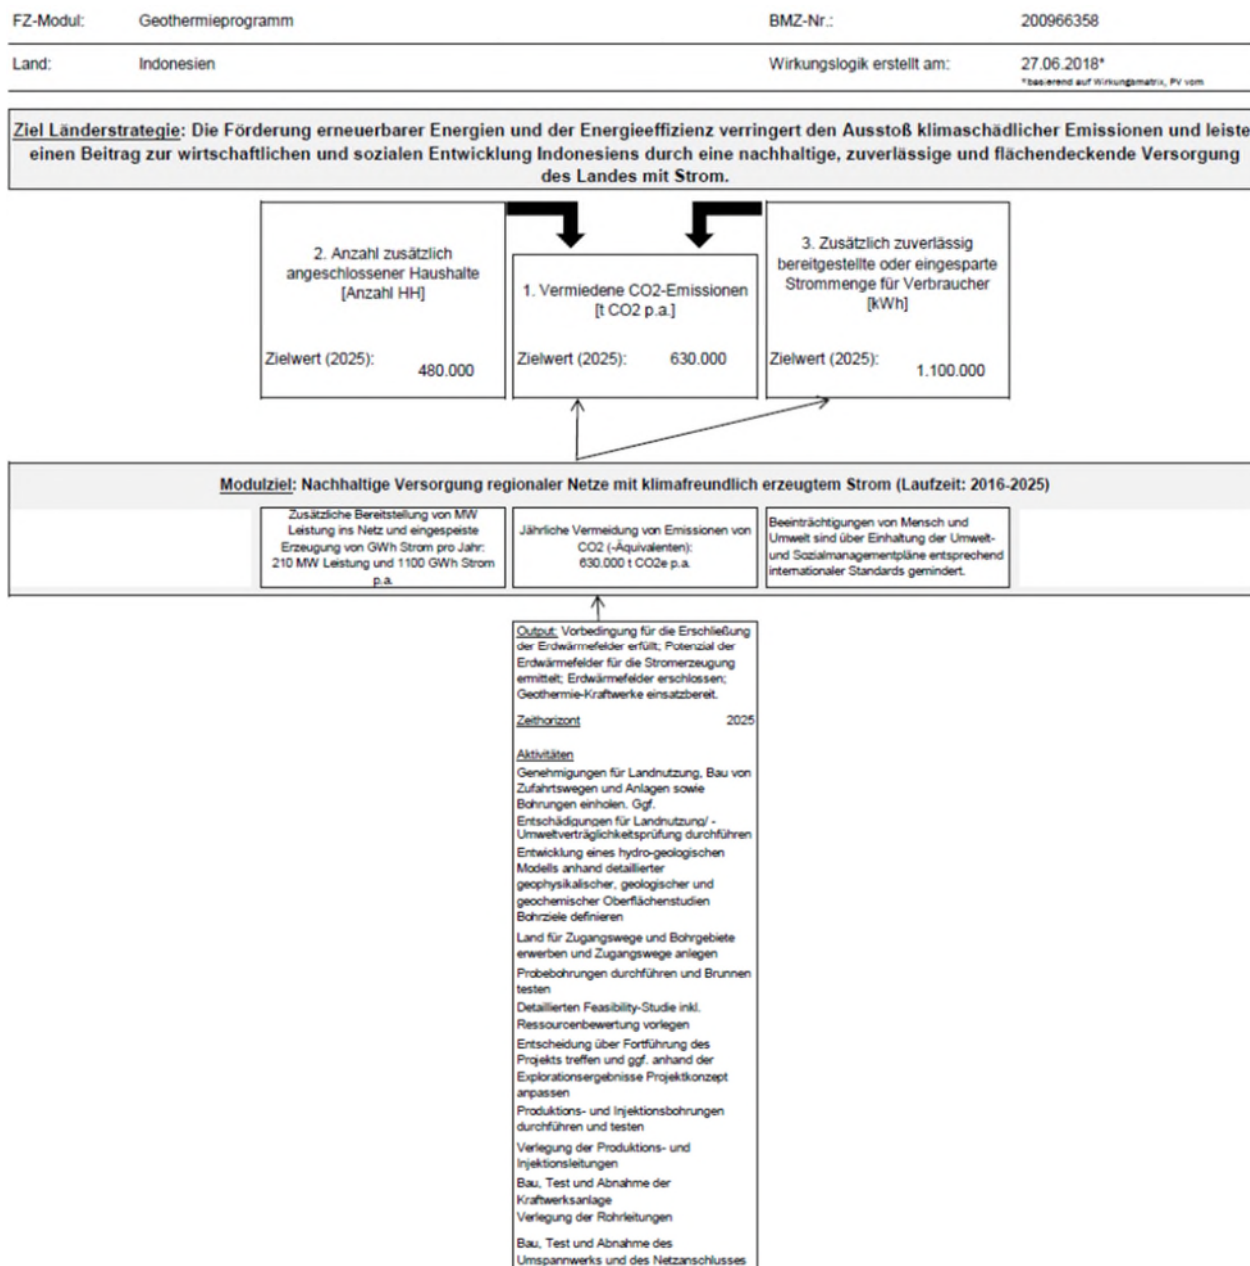 FZ-Modul: Geothermieprogramm BMZ-Nr.: 200966358
Land: Indonesien Wirkungslogik erstellt am: 27.06.2018*
*basierend auf Wirkungsmatrix, PV vom
Ziel Länderstrategie: Die Förderung erneuerbarer Energien und der Energieeffizienz verringert den Ausstoß klimaschädlicher Emissionen und leiste
einen Beitrag zur wirtschaftlichen und sozialen Entwicklung Indonesiens durch eine nachhaltige, zuverlässige und flächendeckende Versorgung
des Landes mit Strom.
2. Anzahl zusätzlich
angeschlossener Haushalte
[Anzahl HH]
Zielwert (2025): 480.000
1. Vermiedene CO2-Emissionen
[t CO2 p.a.]
Zielwert (2025): 630.000
3. Zusätzlich zuverlässig
bereitgestellte oder eingesparte
Strommenge für Verbraucher
[kWh]
Zielwert (2025): 1.100.000
Modulziel: Nachhaltige Versorgung regionaler Netze mit klimafreundlich erzeugtem Strom (Laufzeit: 2016-2025)
Zusätzliche Bereitstellung von MW
Leistung ins Netz und eingespeiste
Erzeugung von GWh Strom pro Jahr:
210 MW Leistung und 1100 GWh Strom
p.a.
Jährliche Vermeidung von Emissionen von
CO2 (-Äquivalenten):
630.000 t CO2e p.a.
Beeinträchtigungen von Mensch und
Umwelt sind über Einhaltung der Umwelt-
und Sozialmanagementpläne entsprechend
internationaler Standards gemindert.
Output: Vorbedingung für die Erschließung
der Erdwärmefelder erfüllt; Potenzial der
Erdwärmefelder für die Stromerzeugung
ermittelt; Erdwärmefelder erschlossen;
Geothermie-Kraftwerke einsatzbereit.
Zeithorizont 2025
Aktivitäten
Genehmigungen für Landnutzung, Bau von
Zufahrtswegen und Anlagen sowie
Bohrungen einholen. Ggf.
Entschädigungen für Landnutzung/ -
Umweltverträglichkeitsprüfung durchführen
Entwicklung eines hydro-geologischen
Modells anhand detaillierter
geophysikalischer, geologischer und
geochemischer Oberflächenstudien
Bohrziele definieren
Land für Zugangswege und Bohrgebiete
erwerben und Zugangswege anlegen
Probebohrungen durchführen und Brunnen
testen
Detaillierten Feasibility-Studie inkl.
Ressourcenbewertung vorlegen
Entscheidung über Fortführung des
Projekts treffen und ggf. anhand der
Explorationsergebnisse Projektkonzept
anpassen
Produktions- und Injektionsbohrungen
durchführen und testen
Verlegung der Produktions- und
Injektionsleitungen
Bau, Test und Abnahme der
Kraftwerksanlage
Verlegung der Rohrleitungen
Bau, Test und Abnahme des
Umspannwerks und des Netzanschlusses